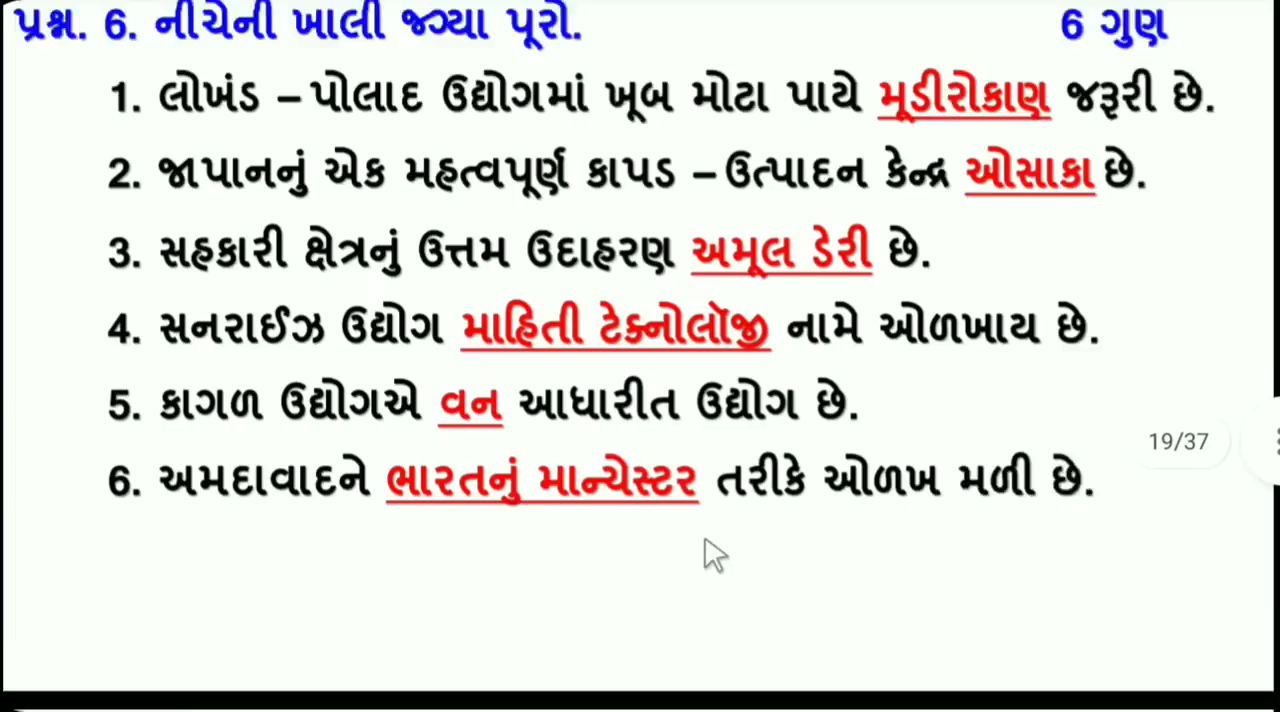 પ્રશ્ન. 6. નીચેની ખાલી જગ્યા પૂરો. 6 ગુણ
1. લોખંડ – પોલાદ ઉદ્યોગમાં ખૂબ મોટા પાયે મૂડીરોકાણ જરૂરી છે.
2. જાપાનનું એક મહત્વપૂર્ણ કાપડ – ઉત્પાદન કેન્દ્ર ઓસાકા છે.
3. સહકારી ક્ષેત્રનું ઉત્તમ ઉદાહરણ અમૂલ ડેરી છે.
4. સનરાઈઝ ઉદ્યોગ માહિતી ટેક્નોલૉજી નામે ઓળખાય છે.
5. કાગળ ઉદ્યોગએ વન આધારીત ઉદ્યોગ છે.
19/37
6. અમદાવાદને ભારતનું માન્ચેસ્ટર તરીકે ઓળખ મળી છે.